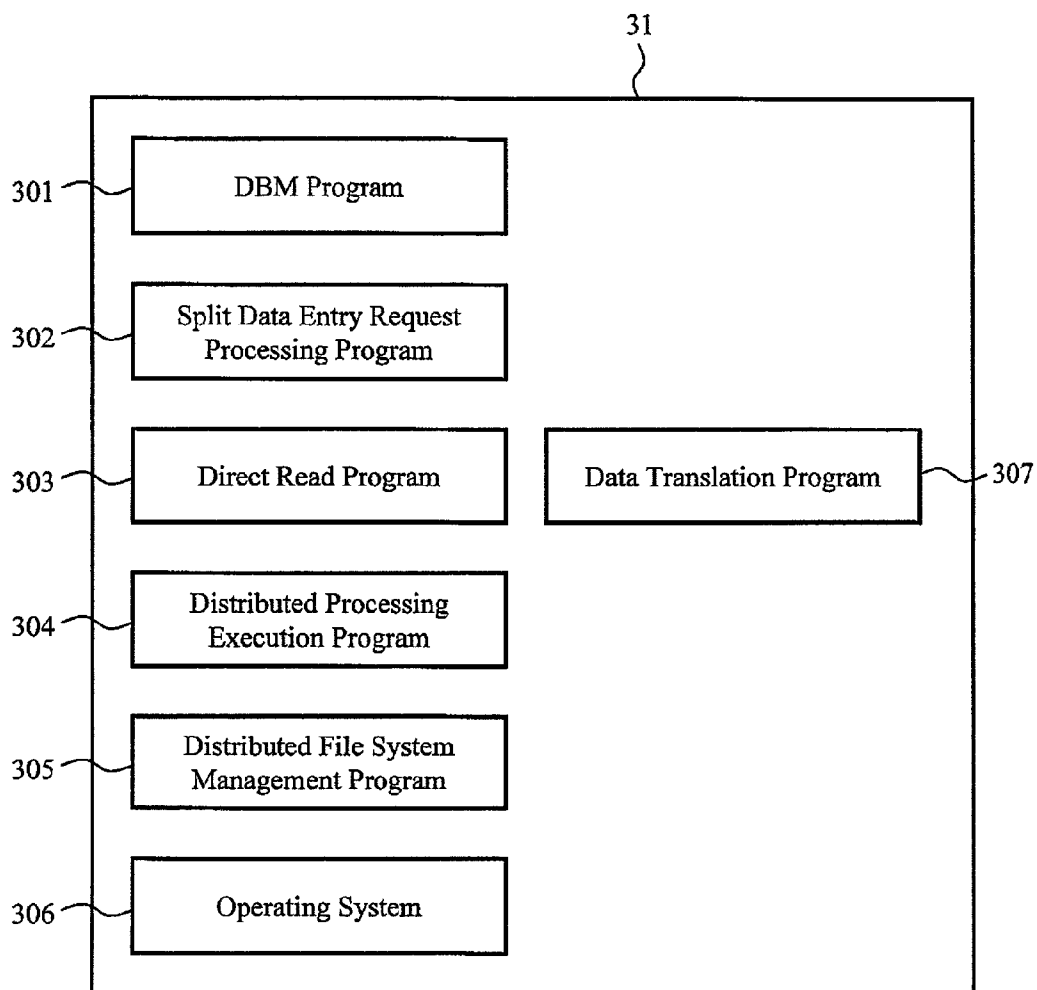 31
301
DBM Program
302
Split Data Entry Request
Processing Program
303
Direct Read Program
Data Translation Program
307
304
Distributed Processing
Execution Program
305
Distributed File System
Management Program
306
Operating System